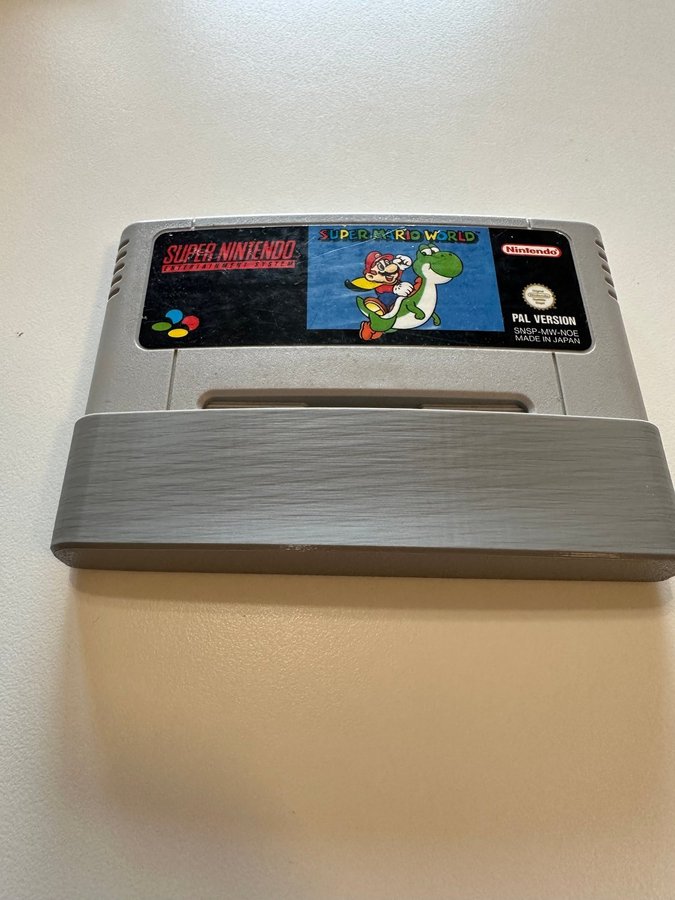 SUPER NINTENDO
ENTERTAINMENT SYSTEM
SUPER MARIO WORLD
Nintendo
PAL VERSION
SNSP-MW-NOE
MADE IN JAPAN